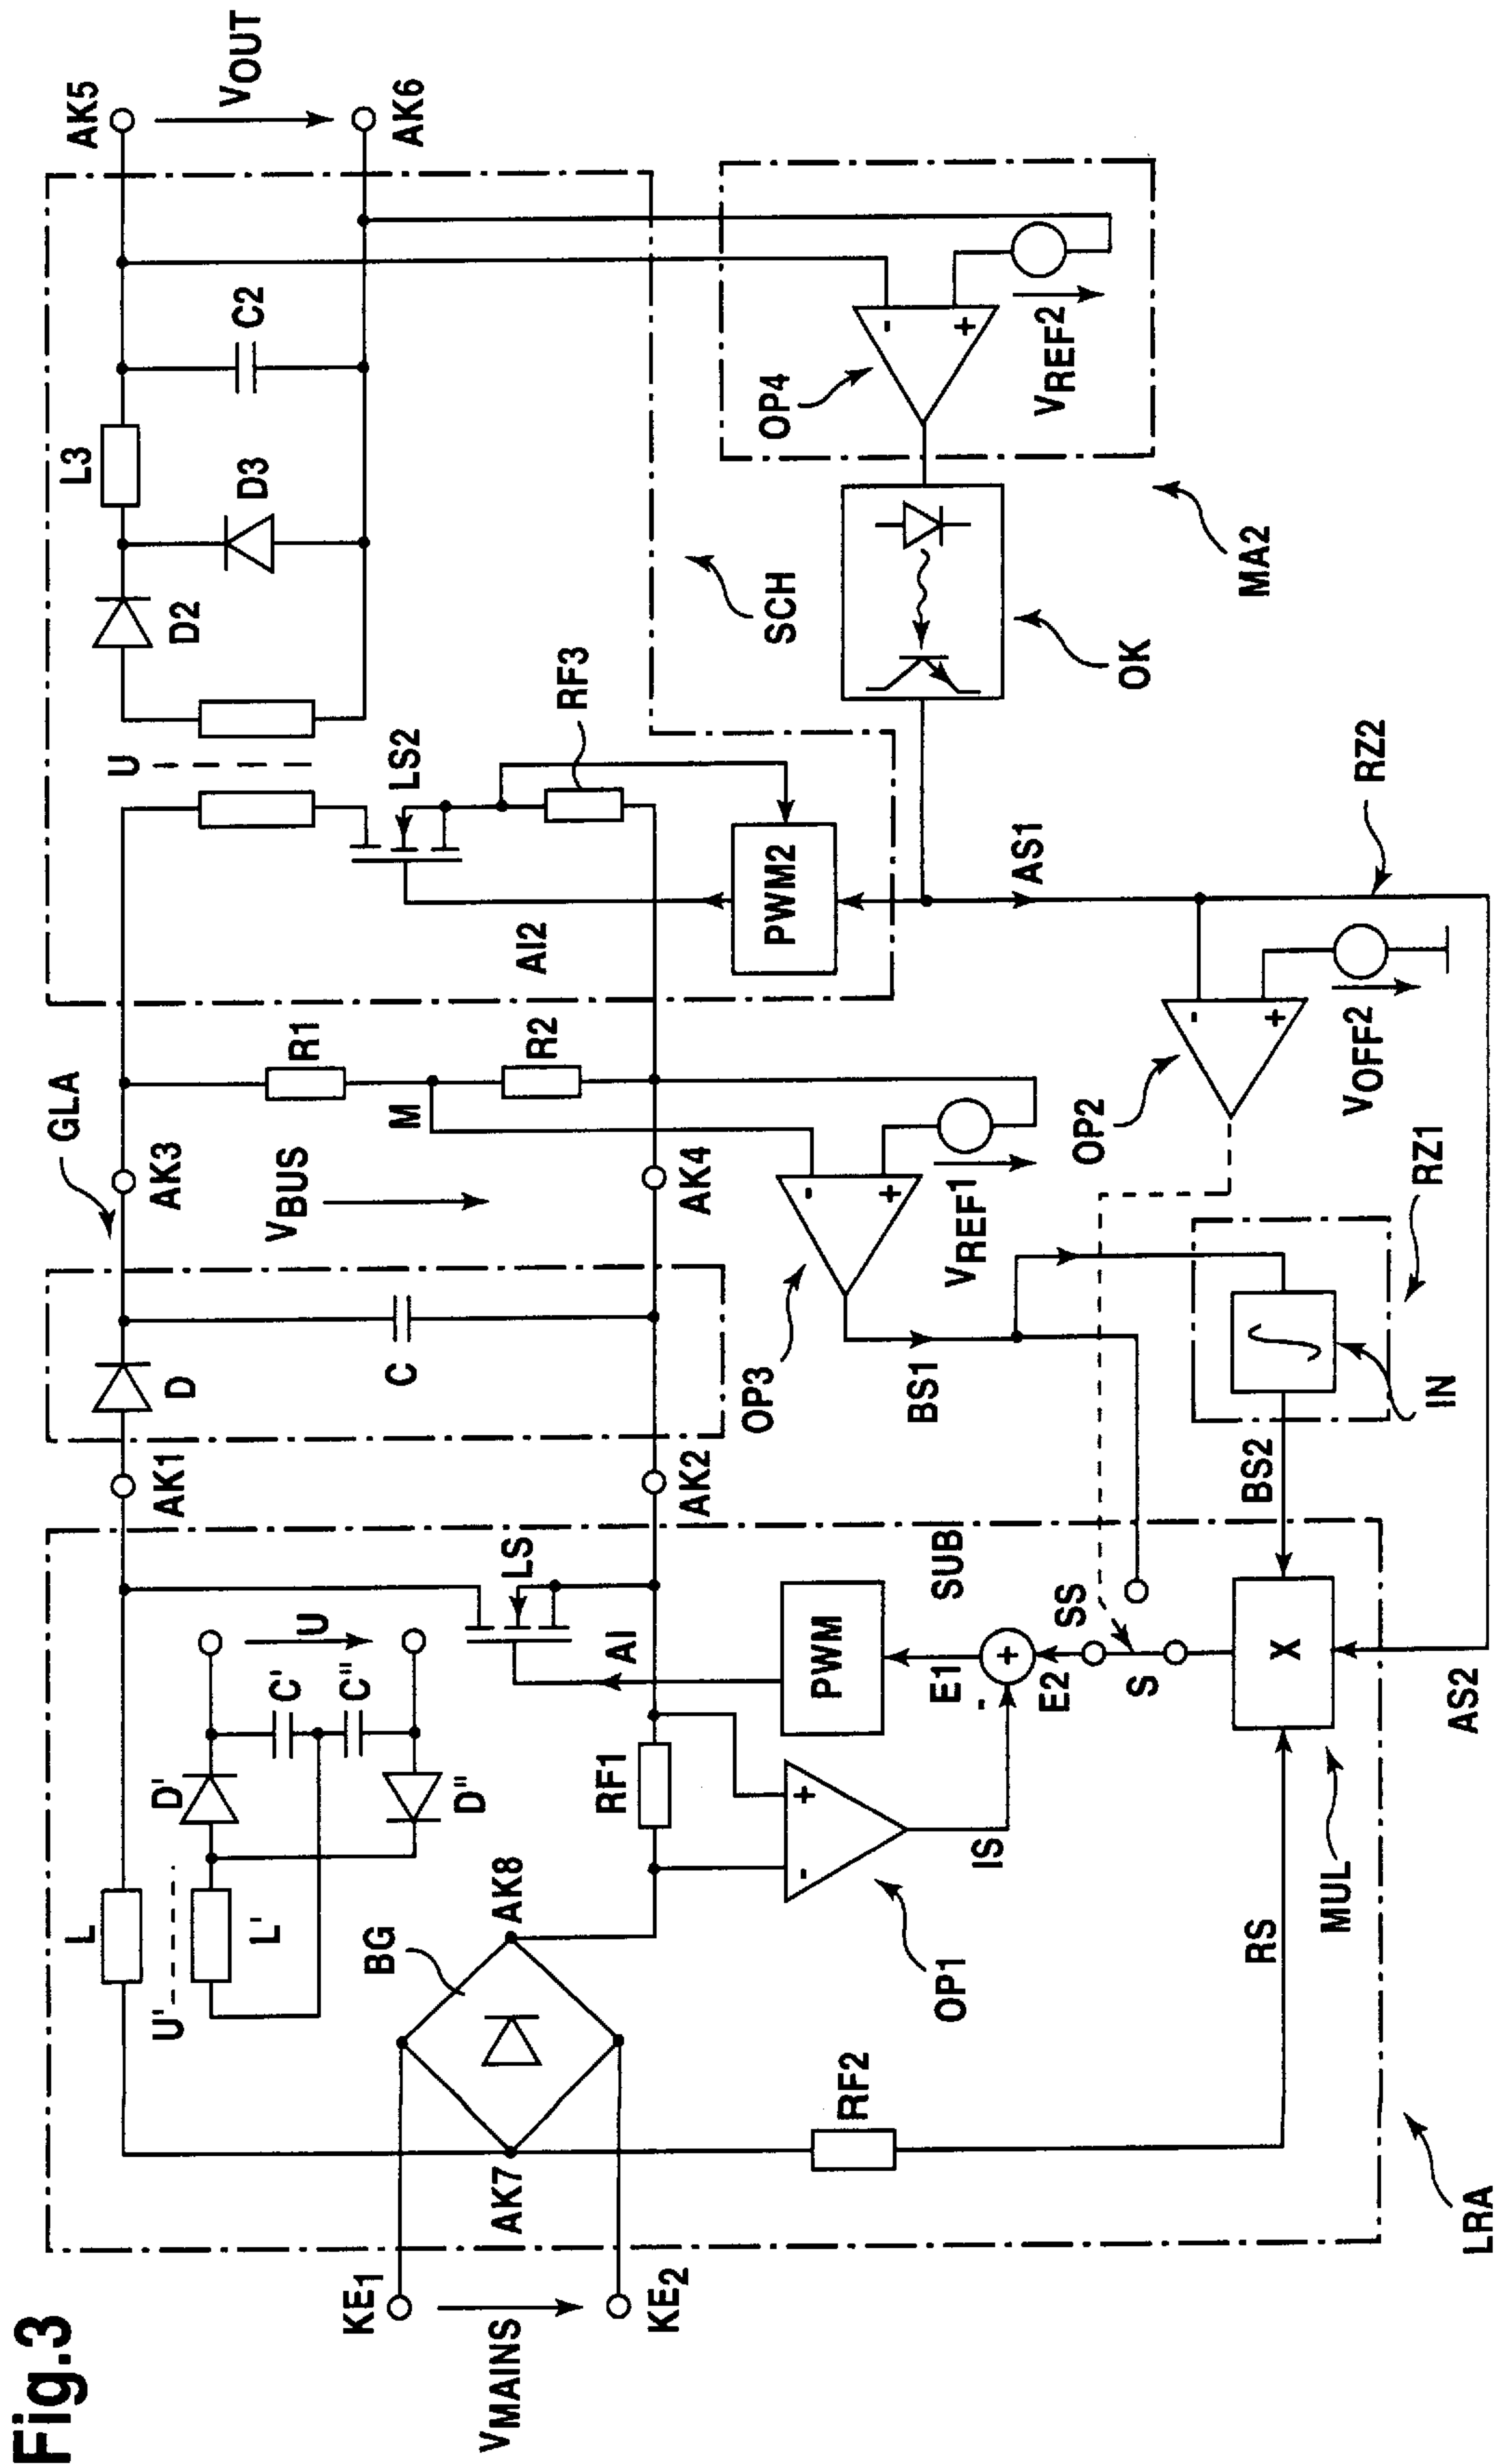 Fig.3
KE1
VMAINS
KE2
LRA
L
U'
L'
D'
D"
C'
C"
U
BG
AK7
AK8
RF1
RF2
LS
AI
PWM
OP1
-
+
IS
E1
-
+
SUB
E2
SS
S
RS
MUL
X
AS2
AK1
AK2
D
C
GLA
AK3
VBUS
AK4
R1
M
R2
OP3
-
+
VREF1
BS1
BS2
IN
RZ1
OP2
-
+
VOFF2
RZ2
AS1
AI2
PWM2
LS2
RF3
U
D2
D3
L3
C2
SCH
OK
MA2
OP4
-
+
VREF2
AK5
VOUT
AK6